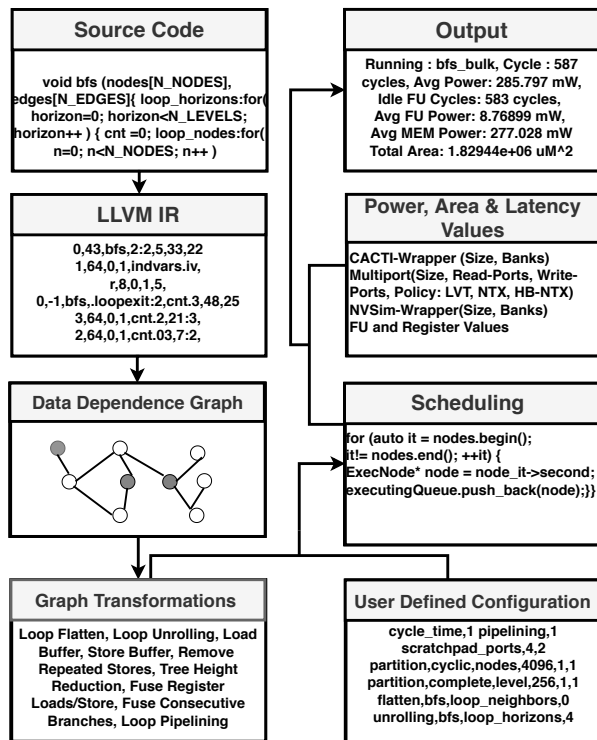 Source Code
void bfs (nodes[N_NODES],
edges[N_EDGES]{ loop_horizons:for(
horizon=0; horizon<N_LEVELS;
horizon++ ) { cnt =0; loop_nodes:for(
n=0; n<N_NODES; n++ )
LLVM IR
0,43,bfs,2:2,5,33,22
1,64,0,1,indvars.iv,
r,8,0,1,5,
0,-1,bfs,.loopexit:2,cnt.3,48,25
3,64,0,1,cnt.2,21:3,
2,64,0,1,cnt.03,7:2,
Data Dependence Graph
Graph Transformations
Loop Flatten, Loop Unrolling, Load
Buffer, Store Buffer, Remove
Repeated Stores, Tree Height
Reduction, Fuse Register
Loads/Store, Fuse Consecutive
Branches, Loop Pipelining
Output
Running : bfs_bulk, Cycle : 587
cycles, Avg Power: 285.797 mW,
Idle FU Cycles: 583 cycles,
Avg FU Power: 8.76899 mW,
Avg MEM Power: 277.028 mW
Total Area: 1.82944e+06 uM^2
Power, Area & Latency
Values
CACTI-Wrapper (Size, Banks)
Multiport(Size, Read-Ports, Write-
Ports, Policy: LVT, NTX, HB-NTX)
NVSim-Wrapper(Size, Banks)
FU and Register Values
Scheduling
for (auto it = nodes.begin();
it!= nodes.end(); ++it) {
ExecNode* node = node_it->second;
executingQueue.push_back(node);}}
User Defined Configuration
cycle_time,1 pipelining,1
scratchpad_ports,4,2
partition,cyclic,nodes,4096,1,1
partition,complete,level,256,1,1
flatten,bfs,loop_neighbors,0
unrolling,bfs,loop_horizons,4